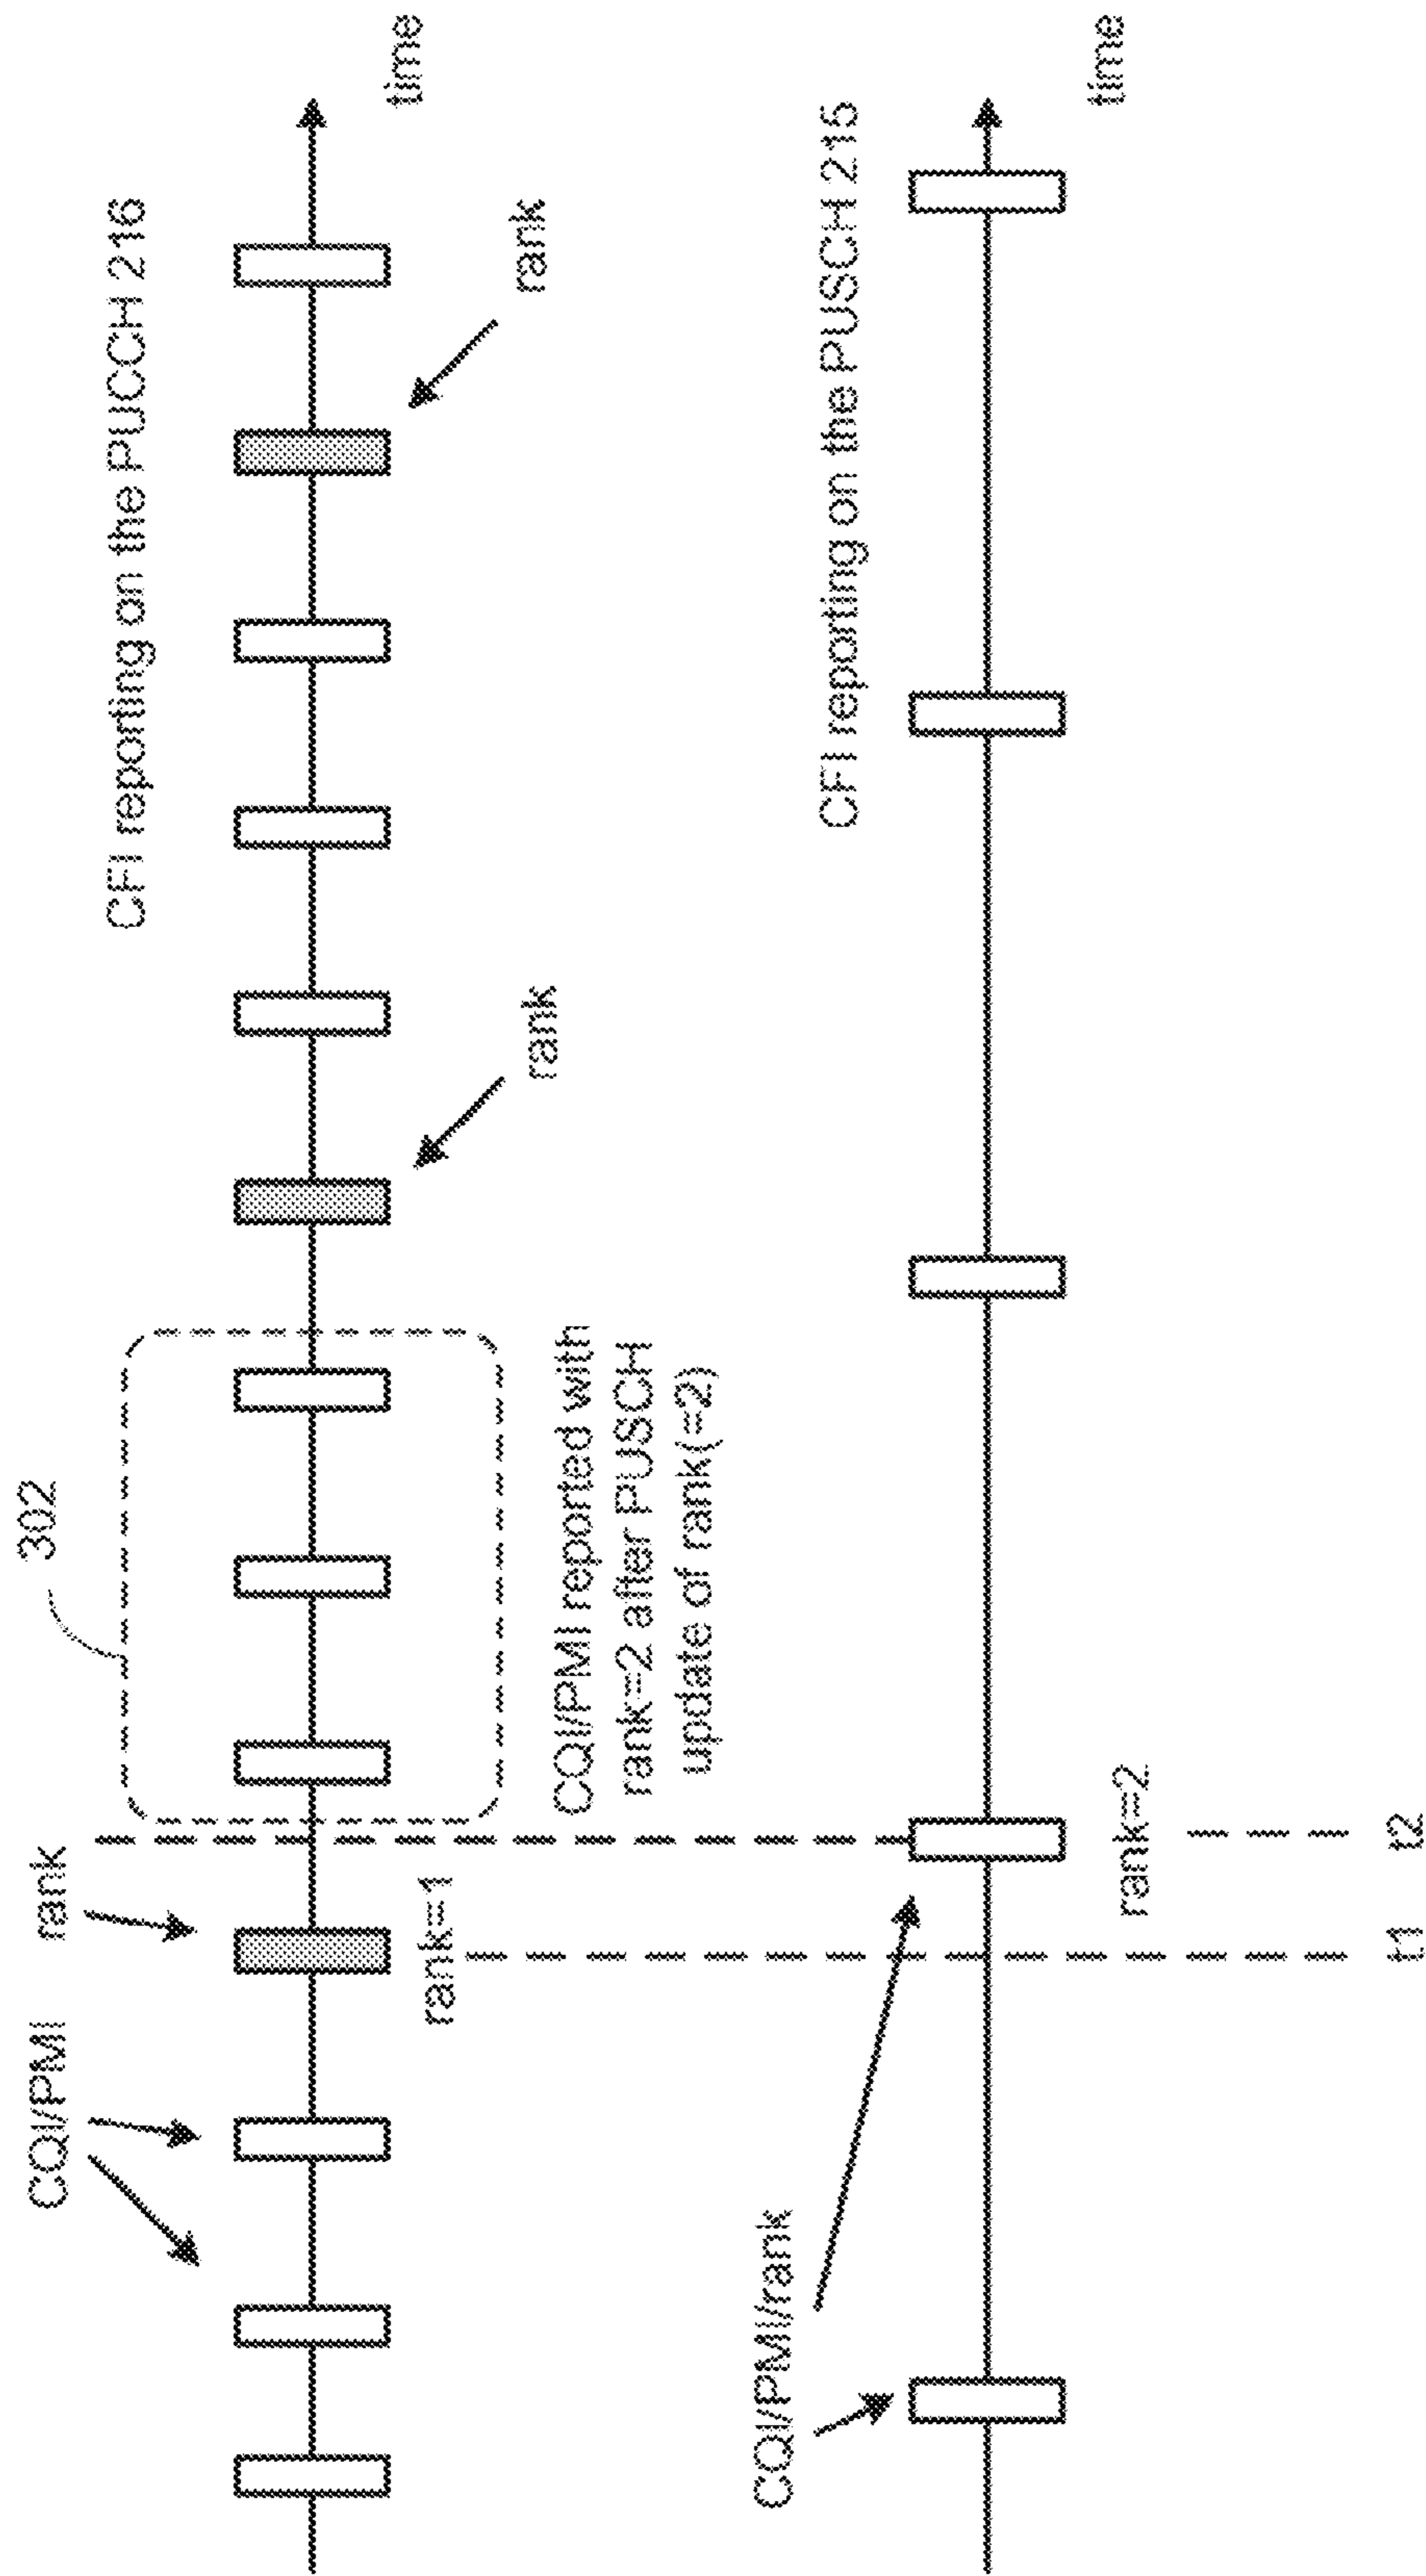 CFI reporting on the PUCCH 216
302
CQI/PMI
rank
rank
rank
time
rank=1
CQI/PMI reported with
rank=2 after PUSCH
update of rank(=2)
CFI reporting on the PUSCH 215
CQI/PMI/rank
time
rank=2
t1
t2